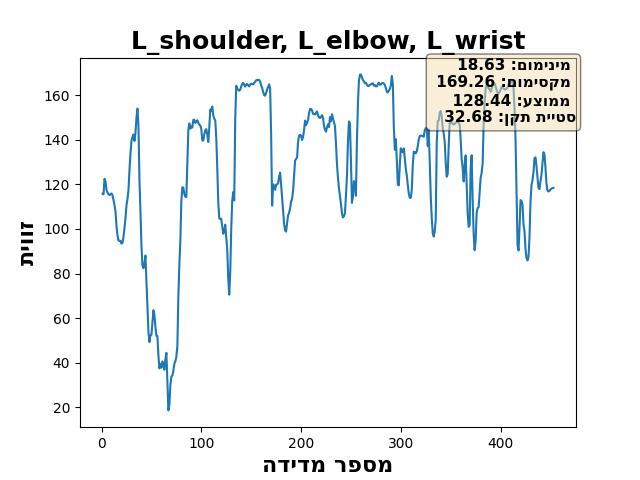 L_shoulder, L_elbow, L_wrist
מינימום: 18.63
מקסימום: 169.26
ממוצע: 128.44
סטיית תקן: 32.68
זווית
160
140
120
100
80
60
40
20
0 100 200 300 400
מספר מדידה